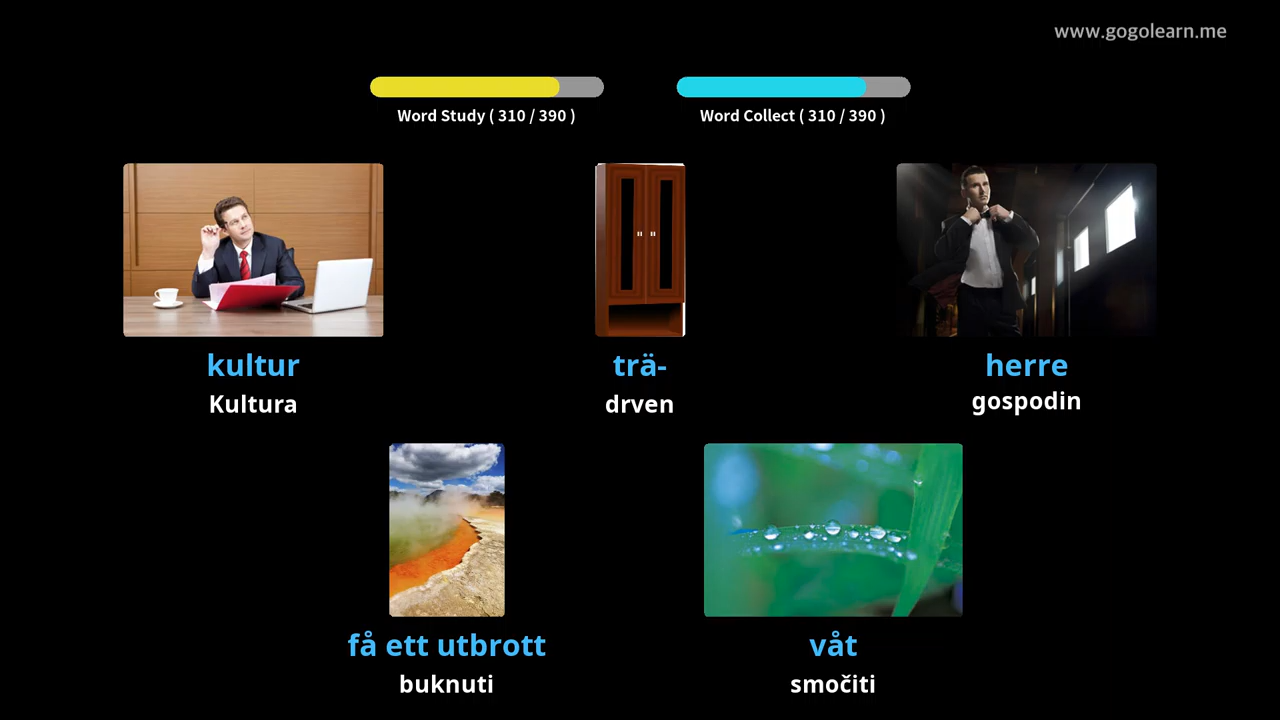 www.gogolearn.me
Word Study ( 310 / 390 )
Word Collect ( 310 / 390 )
kultur
Kultura
trä-
drven
herre
gospodin
få ett utbrott
buknuti
våt
smočiti